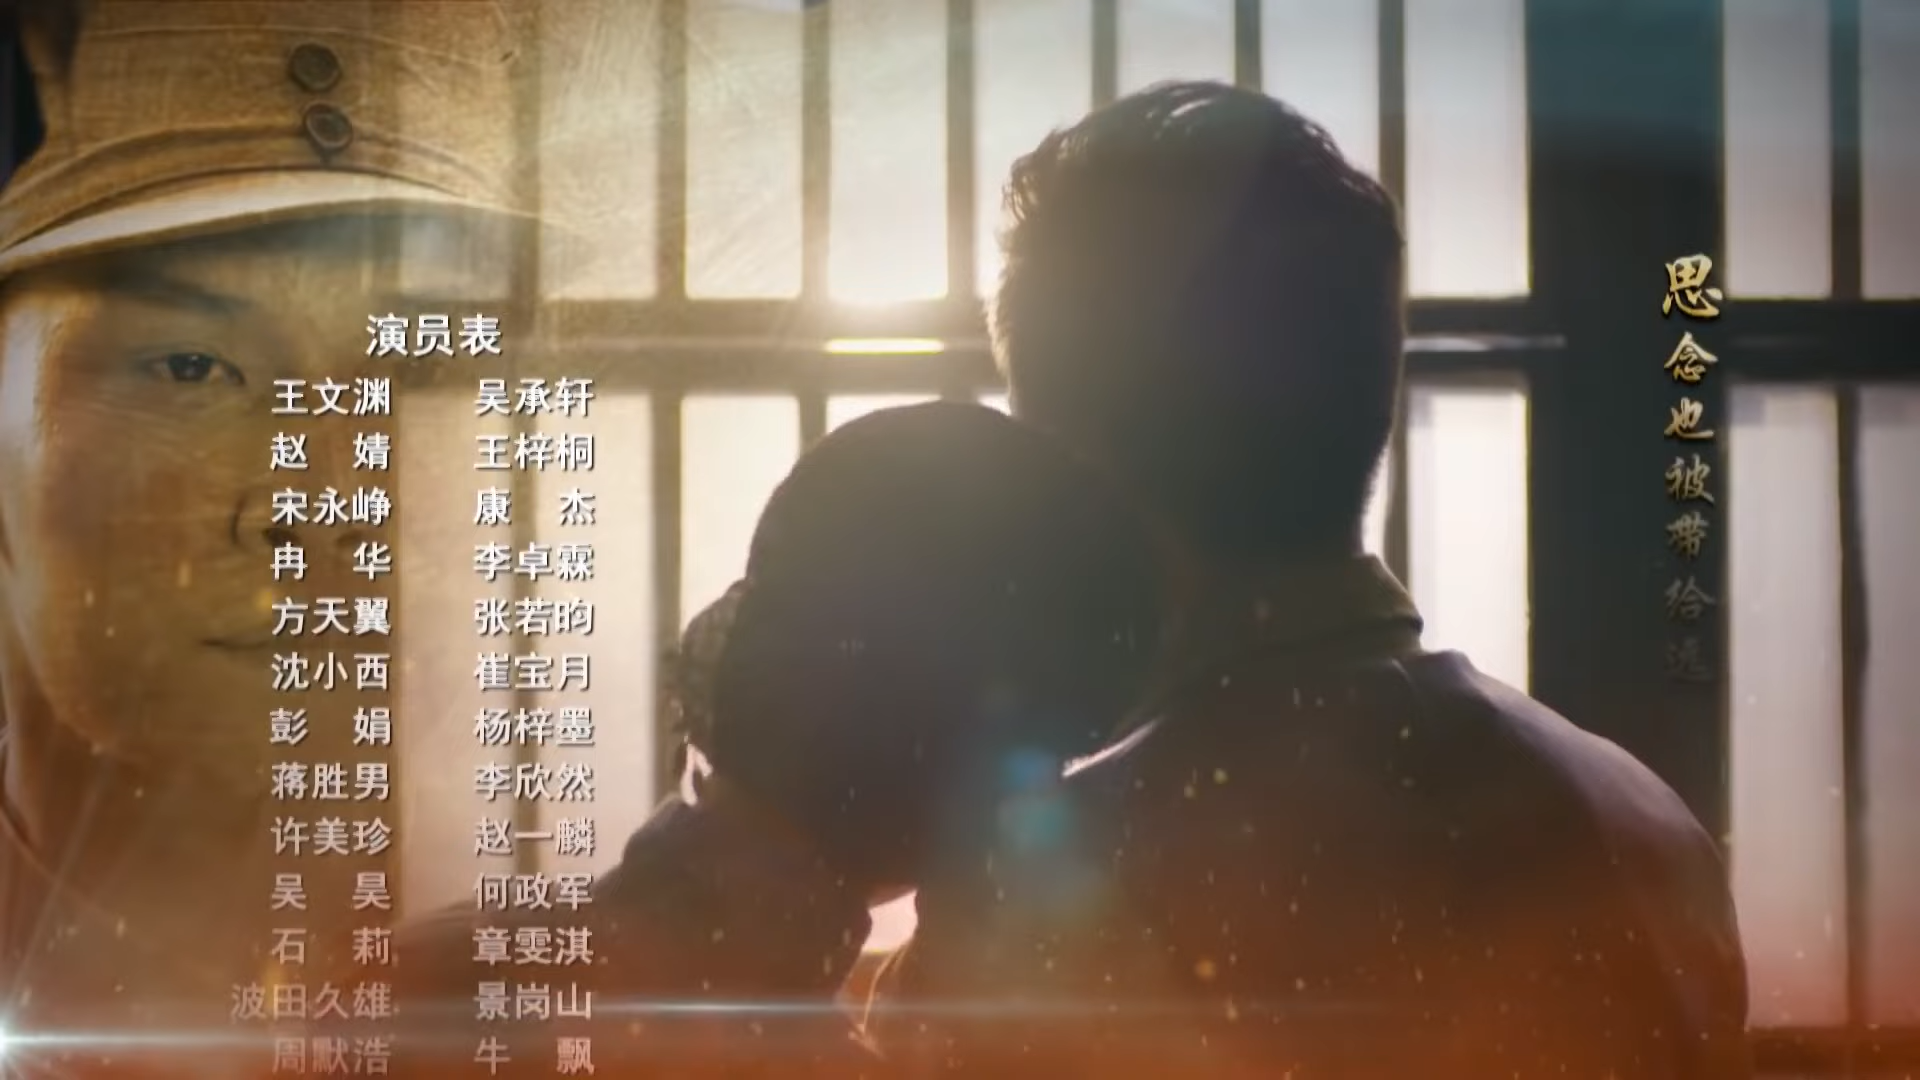 演员表
王文渊 吴承轩
赵婧 王梓桐
宋永峥 康杰
冉华 李卓霖
方天翼 张若昀
沈小西 崔宝月
彭娟 杨梓墨
蒋胜男 李欣然
许美珍 赵一麟
吴昊 何政军
石莉 章雯淇
波田久雄 景岗山
周默浩 牛飘
思念也被带给远